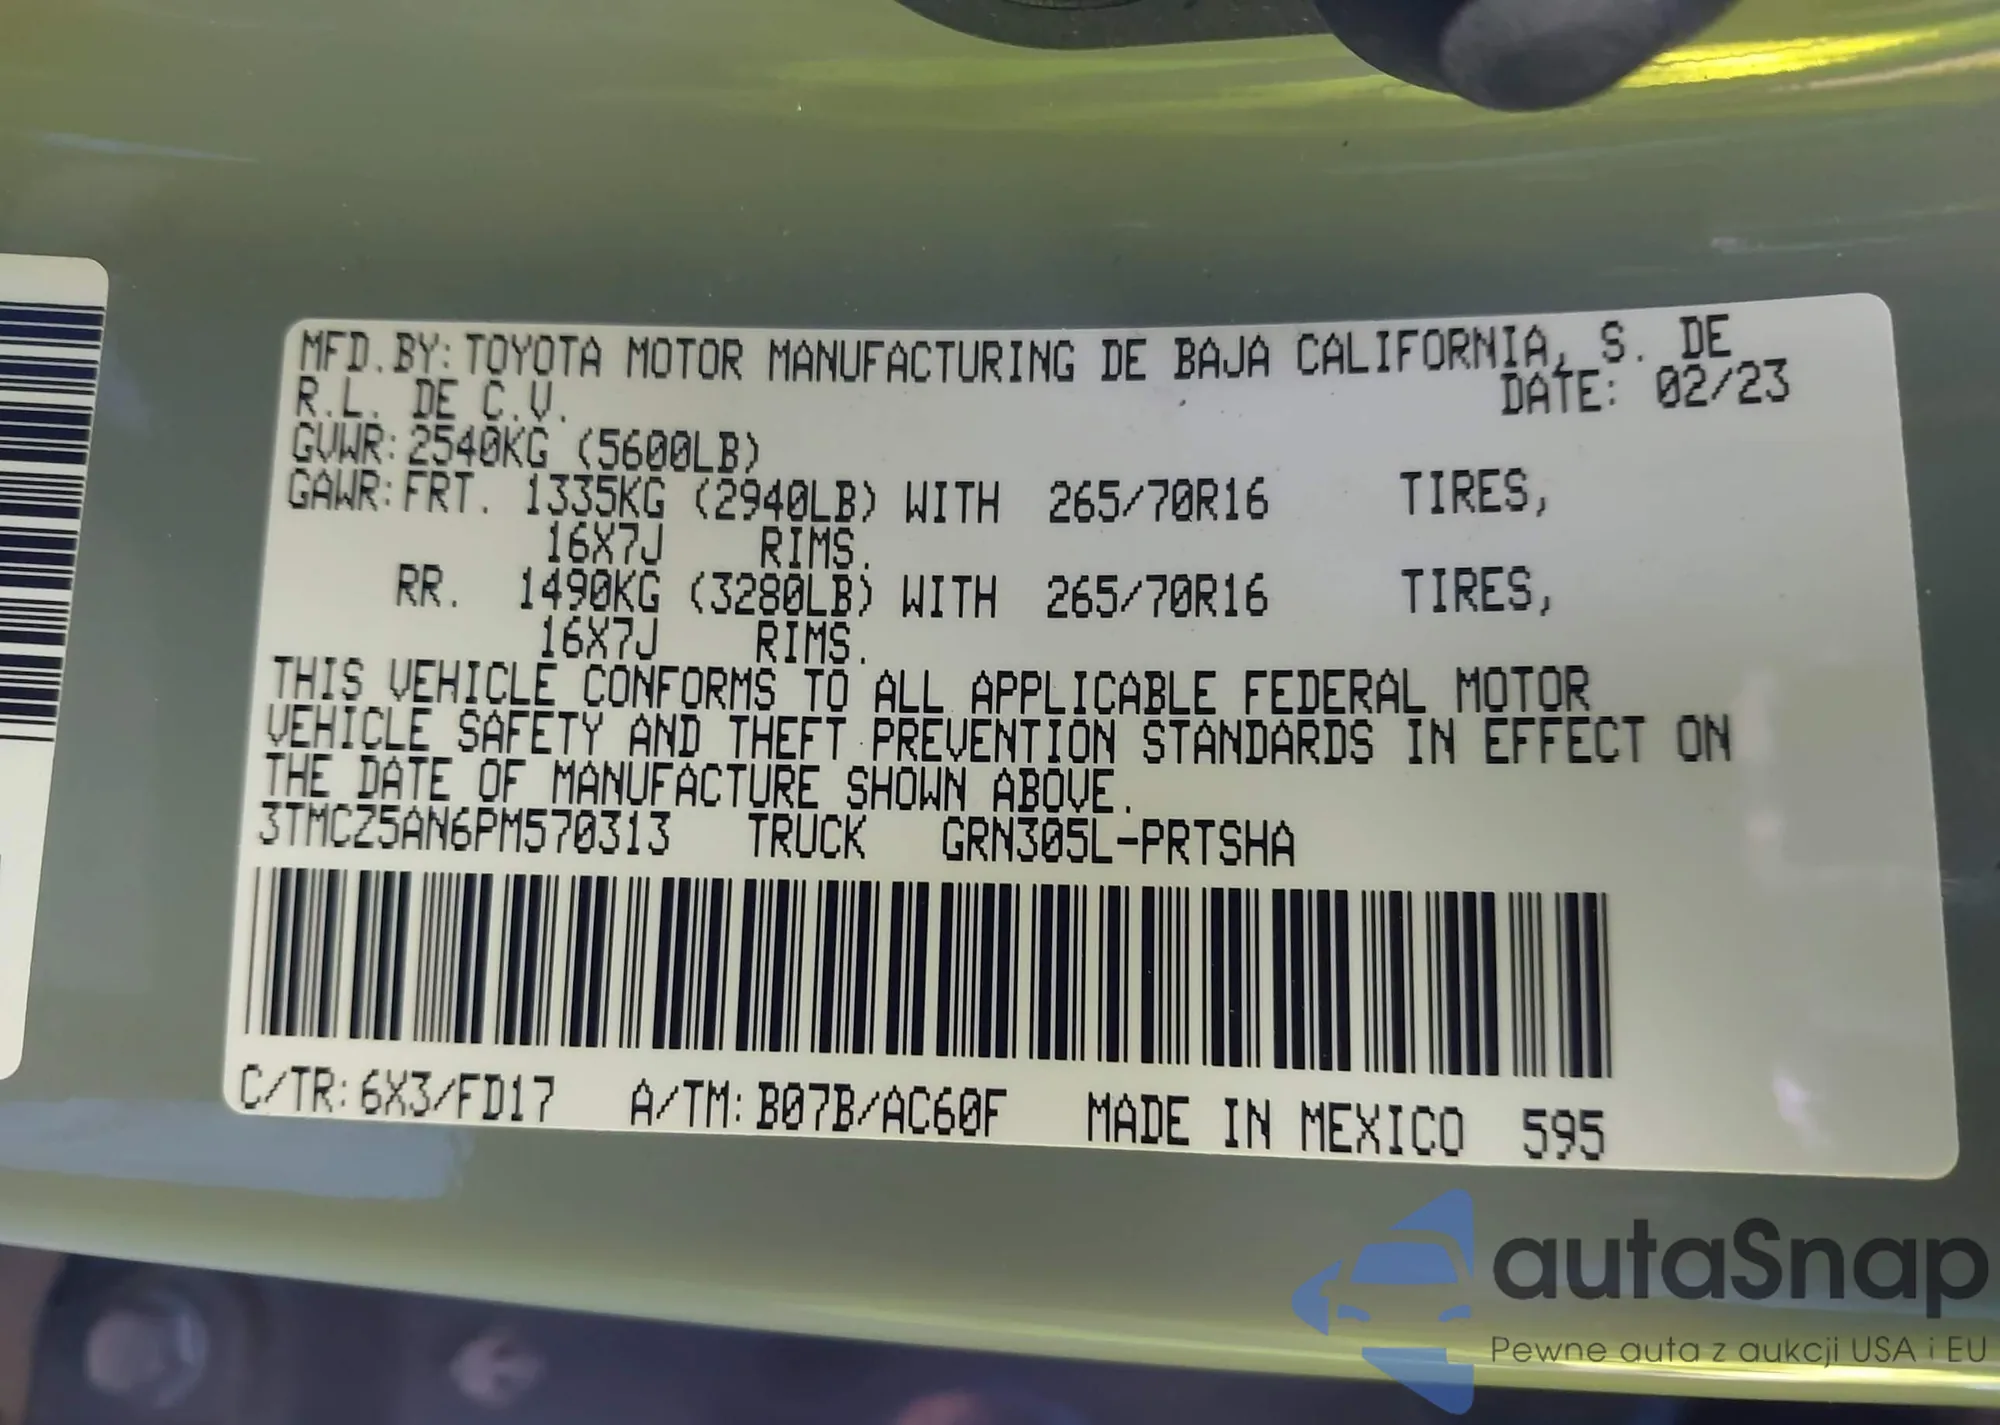 MFD.BY: TOYOTA MOTOR MANUFACTURING DE BAJA CALIFORNIA, S. DE
R.L. DE C.V. DATE: 02/23
GVWR: 2540KG (5600LB)
GAWR: FRT. 1335KG (2940LB) WITH 265/70R16 TIRES,
16X7J RIMS.
RR. 1490KG (3280LB) WITH 265/70R16 TIRES,
16X7J RIMS.
THIS VEHICLE CONFORMS TO ALL APPLICABLE FEDERAL MOTOR
VEHICLE SAFETY AND THEFT PREVENTION STANDARDS IN EFFECT ON
THE DATE OF MANUFACTURE SHOWN ABOVE.
3TMCZ5AN6PM570313 TRUCK GRN305L-PRTSHA
C/TR: 6X3/FD17 A/TM: B07B/AC60F MADE IN MEXICO 595
autaSnap
Pewne auta z aukcji USA i EU